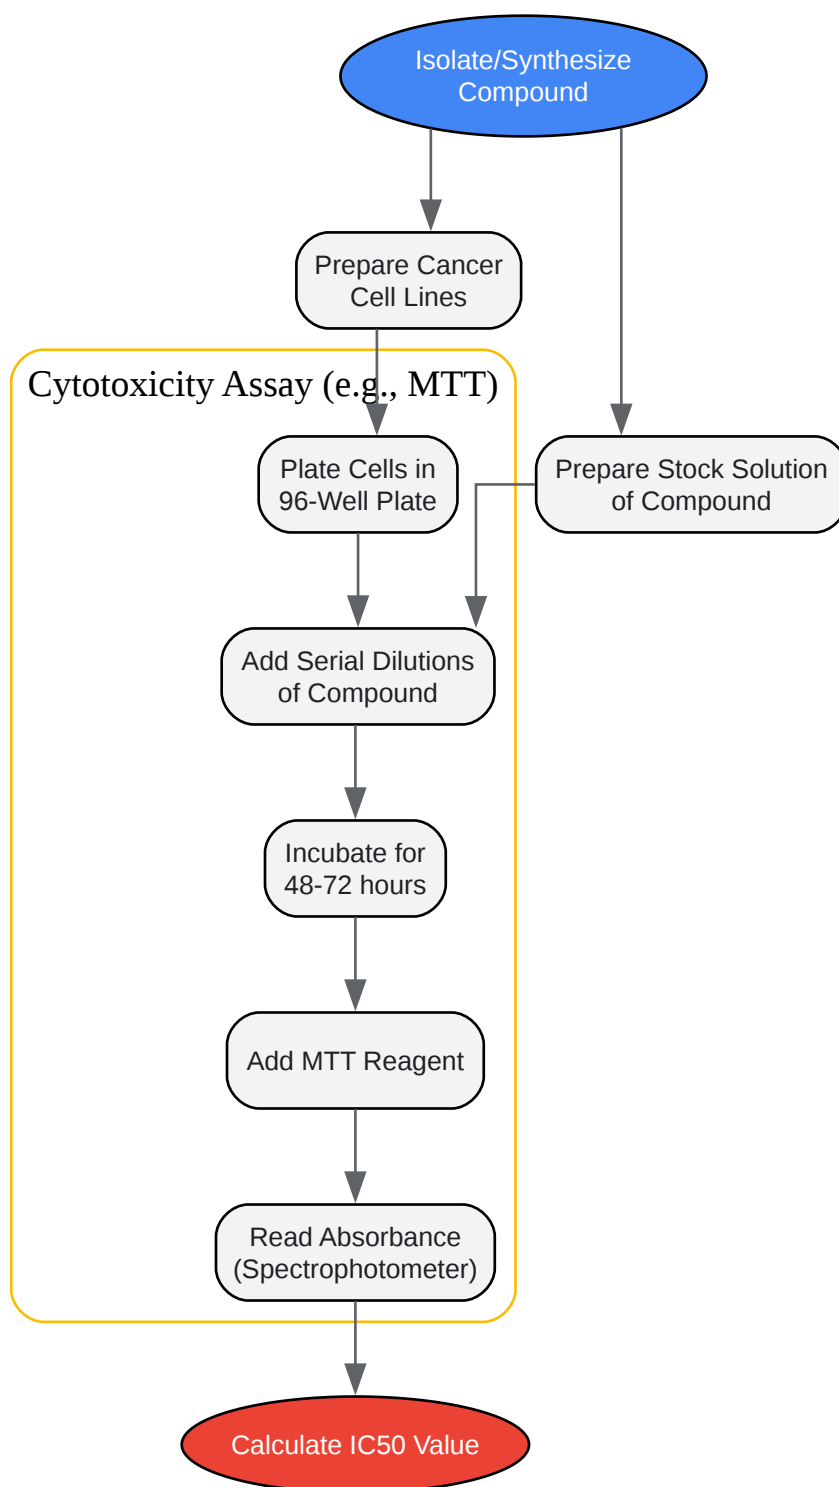 Isolate/Synthesize
Compound
Prepare Cancer
Cell Lines
Cytotoxicity Assay (e.g., MTT)
Plate Cells in
96-Well Plate
Prepare Stock Solution
of Compound
Add Serial Dilutions
of Compound
Incubate for
48-72 hours
Add MTT Reagent
Read Absorbance
(Spectrophotometer)
Calculate IC50 Value